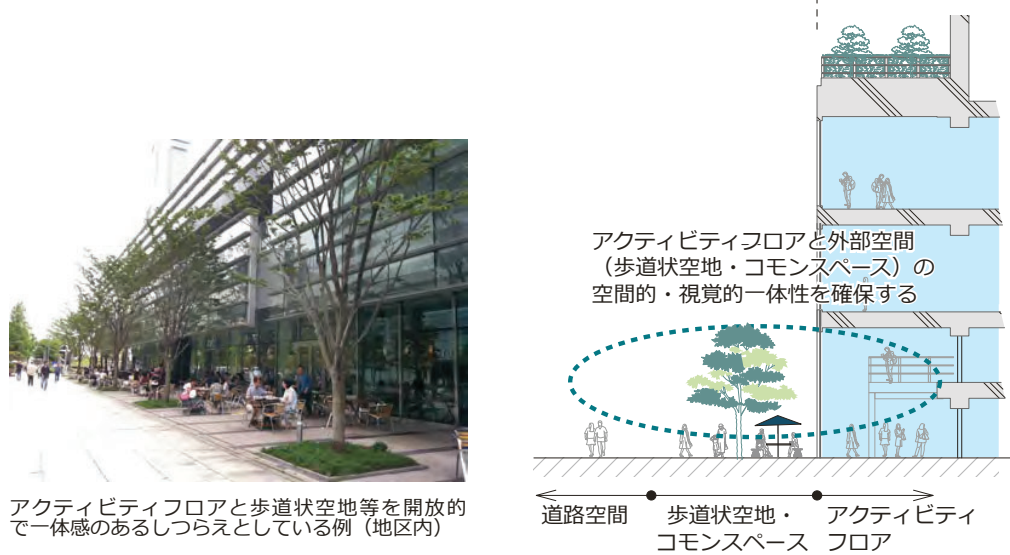 アクティビティフロアと歩道状空地等を開放的
で一体感のあるしつらえとしている例（地区内）
アクティビティフロアと外部空間
（歩道状空地・コモンスペース）の
空間的・視覚的一体性を確保する
道路空間
歩道状空地・
コモンスペース
アクティビティ
フロア